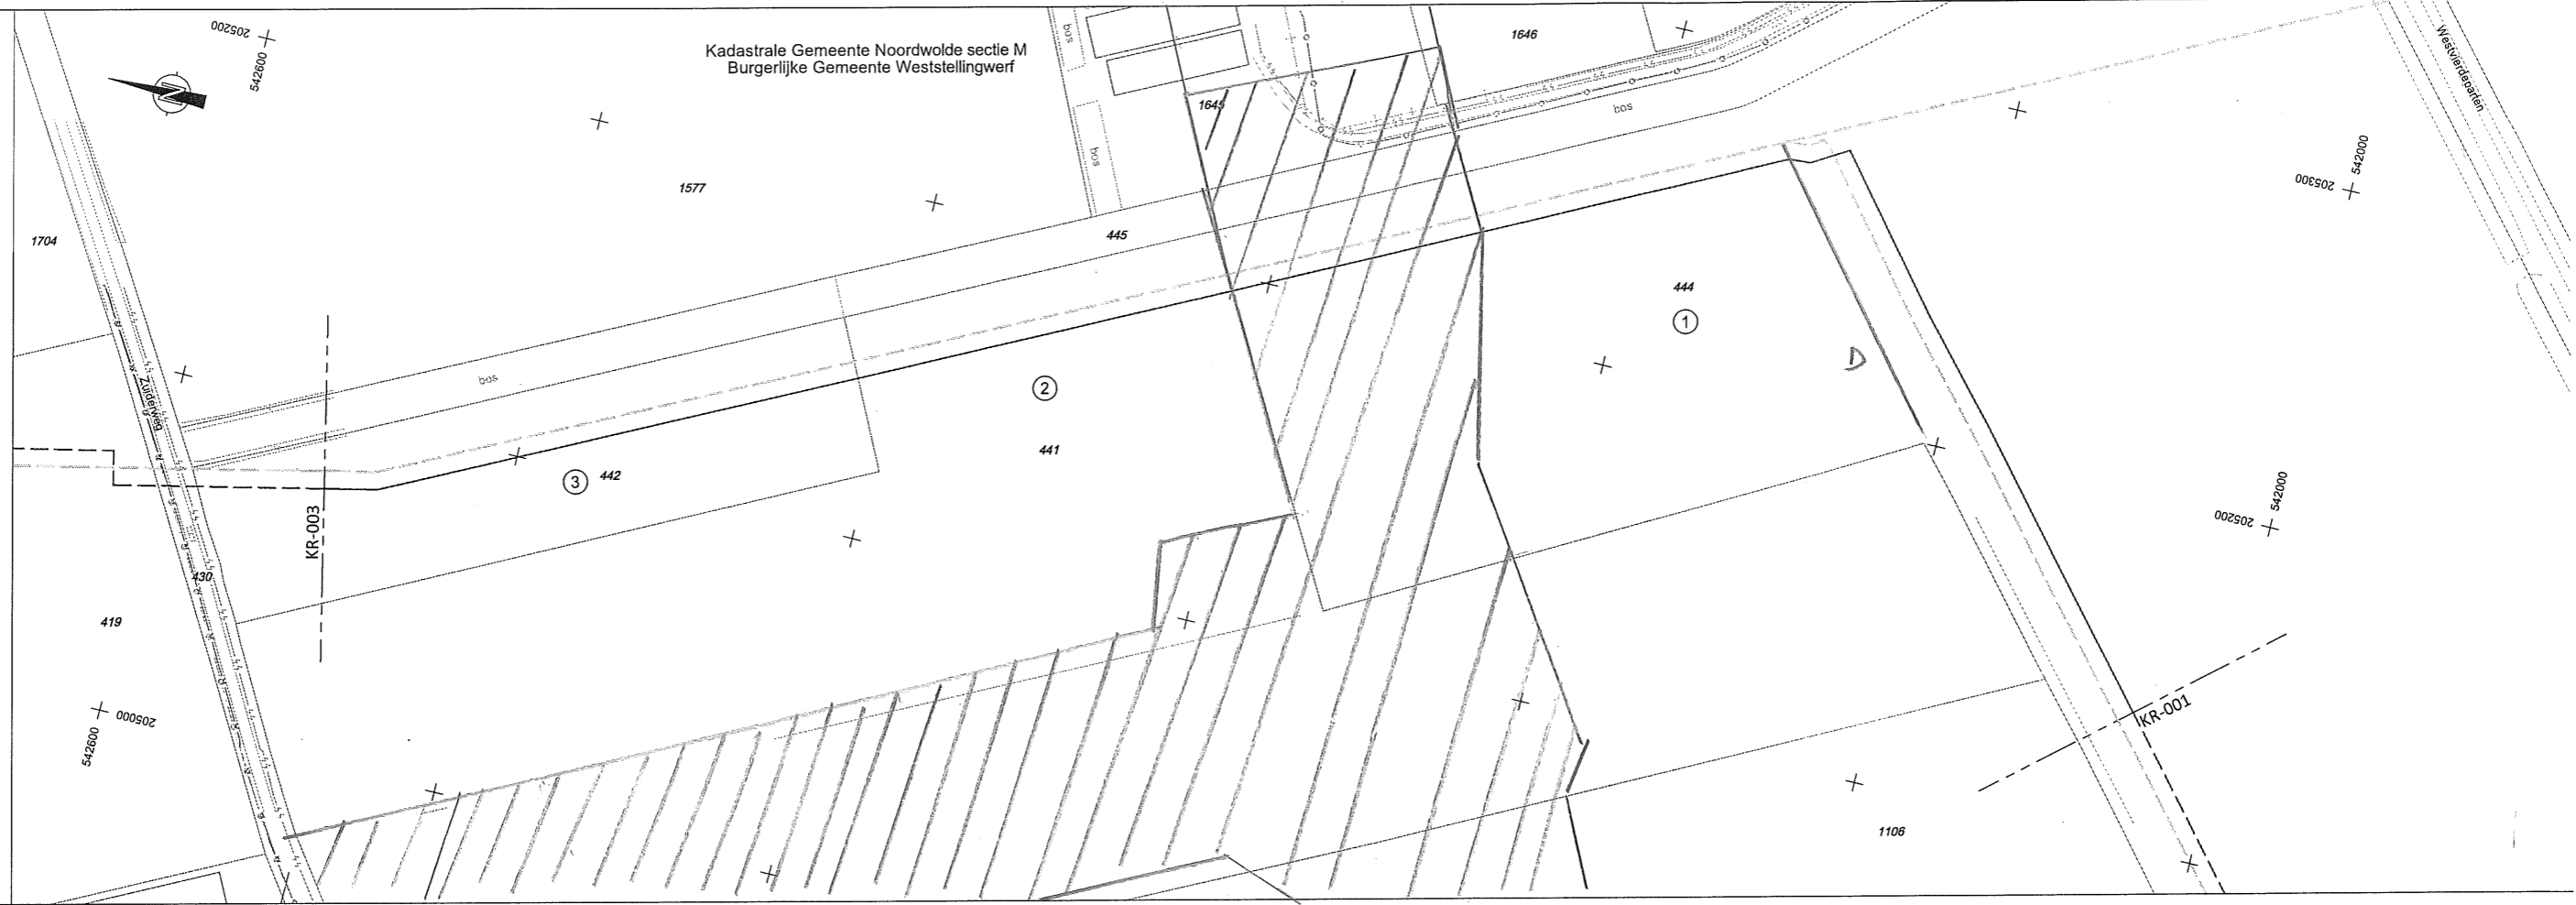 205200
542600
N
Kadastrale Gemeente Noordwolde sectie M
Burgerlijke Gemeente Weststellingwerf
bos
bos
1645
1646
bos
Westvierdeparten
1577
1704
445
205300
542000
444
1
D
Zuiderweg
bos
2
441
3
442
KR-003
205200
542000
430
419
205000
542600
KR-001
1106